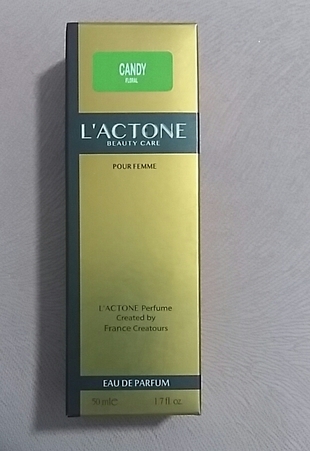 CANDY
FLORAL
L'ACTONE
BEAUTY CARE
POUR FEMME
L'ACTONE Perfume
Created by
France Creatours
EAU DE PARFUM
50 ml℮ 1.7 fl oz.